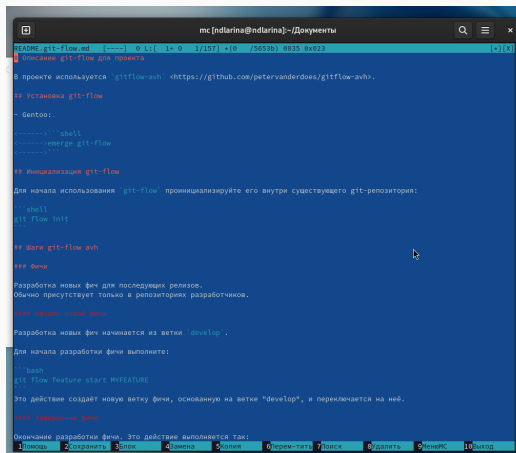 mc [ndlarina@ndlarina]:~/Документы
README.git-flow.md [----] 0 L:[ 1+ 0 1/157] *(0 /5653b) 0035 0x023 [*][X]
# Описание git-flow для проекта
В проекте используется `gitflow-avh` <https://github.com/petervanderdoes/gitflow-avh>.
## Установка git-flow
- Gentoo:
<------>```shell
<------>emerge git-flow
<------>```
## Инициализация git-flow
Для начала использования `git-flow` проинициализируйте его внутри существующего git-репозитория:
```shell
git flow init
```
## Шаги git-flow avh
### Фичи
Разработка новых фич для последующих релизов.
Обычно присутствует только в репозиториях разработчиков.
#### новой фичи
Разработка новых фич начинается из ветки `develop`.
Для начала разработки фичи выполните:
```bash
git flow feature start MYFEATURE
```
Это действие создаёт новую ветку фичи, основанную на ветке "develop", и переключается на неё.
#### фичи
Окончание разработки фичи. Это действие выполняется так:
1Помощь 2Сохранить 3Блок 4Замена 5Копия 6Перем~тить 7Поиск 8Удалить 9МенюMC 10Выход